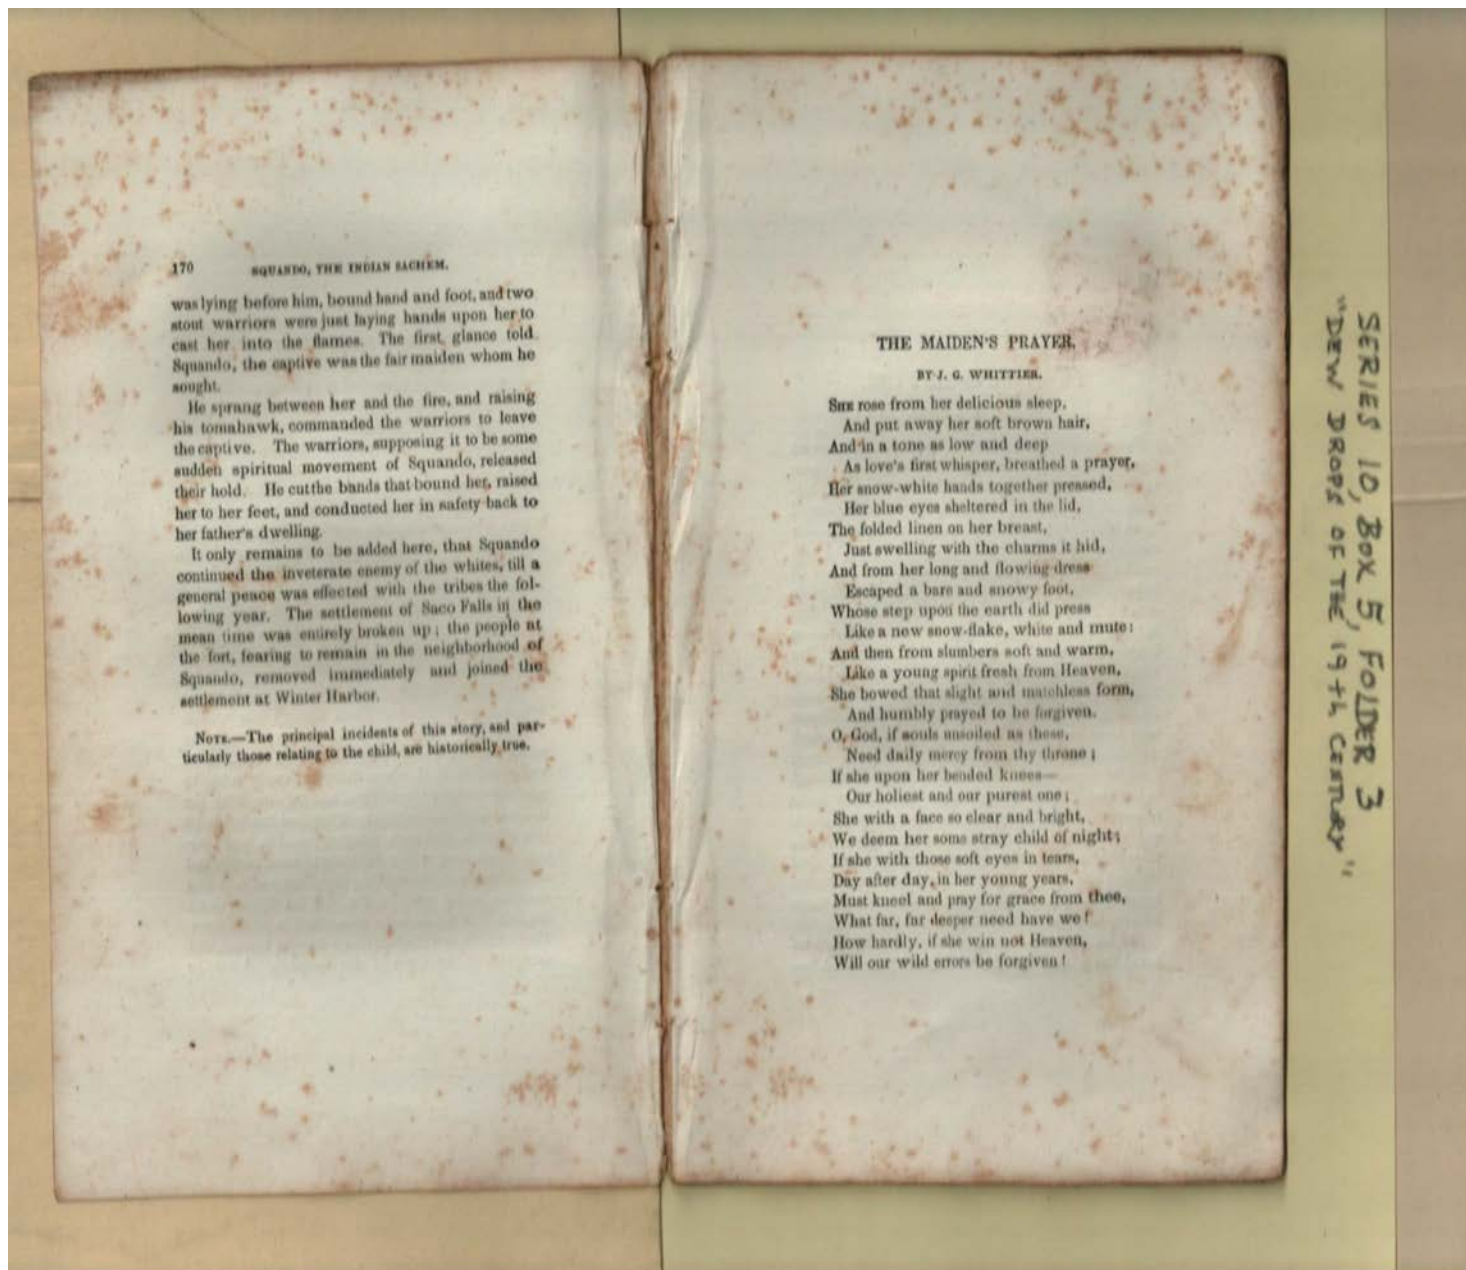 170 SQUANDO, THE INDIAN SACHEM.
was lying before him, bound hand and foot, and two
stout warriors were just laying hands upon her to
cast her into the flames. The first glance told
Squando, the captive was the fair maiden whom he
sought.
He sprang between her and the fire, and raising
his tomahawk, commanded the warriors to leave
the captive. The warriors, supposing it to be some
sudden spiritual movement of Squando, released
their hold. He cut the bands that bound her, raised
her to her feet, and conducted her in safety back to
her father's dwelling.
It only remains to be added here, that Squando
continued the inveterate enemy of the whites, till a
general peace was effected with the tribes the fol-
lowing year. The settlement of Saco Falls in the
mean time was entirely broken up; the people at
the fort, fearing to remain in the neighborhood of
Squando, removed immediately and joined the
settlement at Winter Harbor.
NOTE.—The principal incidents of this story, and par-
ticularly those relating to the child, are historically true.
THE MAIDEN'S PRAYER.
BY J. G. WHITTIER.
SHE rose from her delicious sleep,
And put away her soft brown hair,
And in a tone as low and deep
As love's first whisper, breathed a prayer,
Her snow-white hands together pressed,
Her blue eyes sheltered in the lid,
The folded linen on her breast,
Just swelling with the charms it hid,
And from her long and flowing dress
Escaped a bare and snowy foot,
Whose step upon the earth did press
Like a new snow-flake, white and mute;
And then from slumbers soft and warm,
Like a young spirit fresh from Heaven,
She bowed that slight and matchless form,
And humbly prayed to be forgiven.
O, God, if souls unsoiled as these,
Need daily mercy from thy throne;
If she upon her bended knees—
Our holiest and our purest one;
She with a face so clear and bright,
We deem her some stray child of night;
If she with those soft eyes in tears,
Day after day, in her young years,
Must kneel and pray for grace from thee,
What far, far deeper need have we!
How hardly, if she win not Heaven,
Will our wild errors be forgiven!
SERIES 10, BOX 5, FOLDER 3
"DEW DROPS OF THE 19th CENTURY"